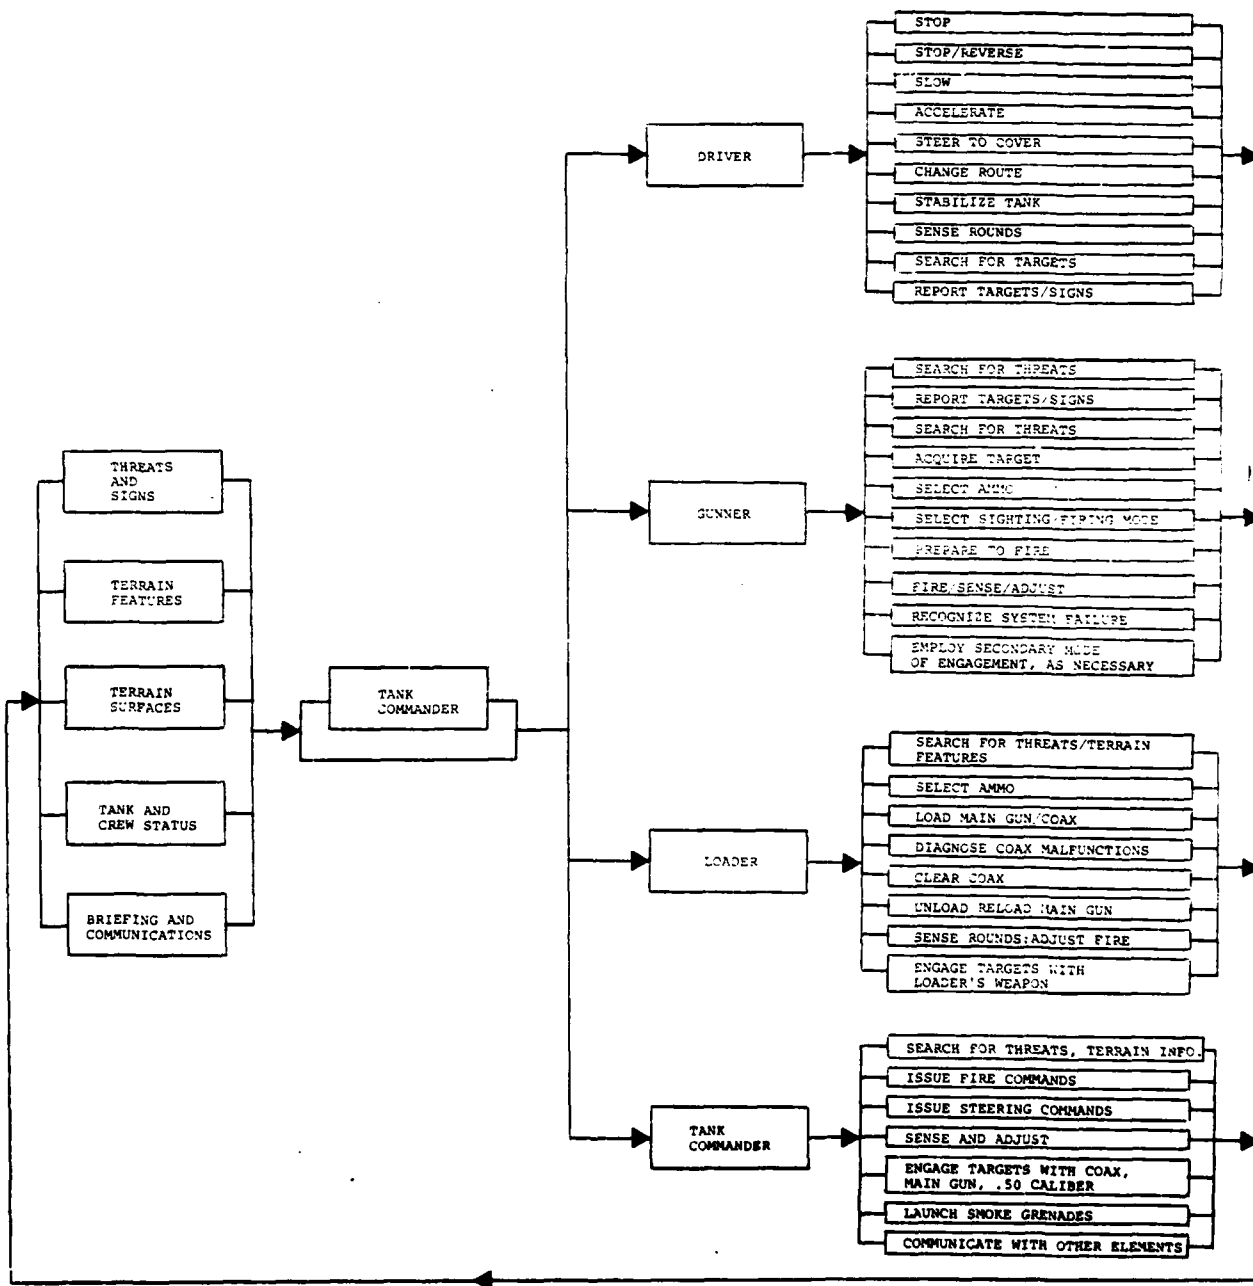 THREATS
AND
SIGNS
TERRAIN
FEATURES
TERRAIN
SURFACES
TANK AND
CREW STATUS
BRIEFING AND
COMMUNICATIONS
TANK
COMMANDER
DRIVER
STOP
STOP/REVERSE
SLOW
ACCELERATE
STEER TO COVER
CHANGE ROUTE
STABILIZE TANK
SENSE ROUNDS
SEARCH FOR TARGETS
REPORT TARGETS/SIGNS
GUNNER
SEARCH FOR THREATS
REPORT TARGETS/SIGNS
SEARCH FOR THREATS
ACQUIRE TARGET
SELECT AMMO
SELECT SIGHTING/FIRING MODE
PREPARE TO FIRE
FIRE/SENSE/ADJUST
RECOGNIZE SYSTEM FAILURE
EMPLOY SECONDARY MODE
OF ENGAGEMENT, AS NECESSARY
LOADER
SEARCH FOR THREATS/TERRAIN
FEATURES
SELECT AMMO
LOAD MAIN GUN/COAX
DIAGNOSE COAX MALFUNCTIONS
CLEAR COAX
UNLOAD RELOAD MAIN GUN
SENSE ROUNDS;ADJUST FIRE
ENGAGE TARGETS WITH
LOADER'S WEAPON
TANK
COMMANDER
SEARCH FOR THREATS, TERRAIN INFO.
ISSUE FIRE COMMANDS
ISSUE STEERING COMMANDS
SENSE AND ADJUST
ENGAGE TARGETS WITH COAX,
MAIN GUN, .50 CALIBER
LAUNCH SMOKE GRENADES
COMMUNICATE WITH OTHER ELEMENTS